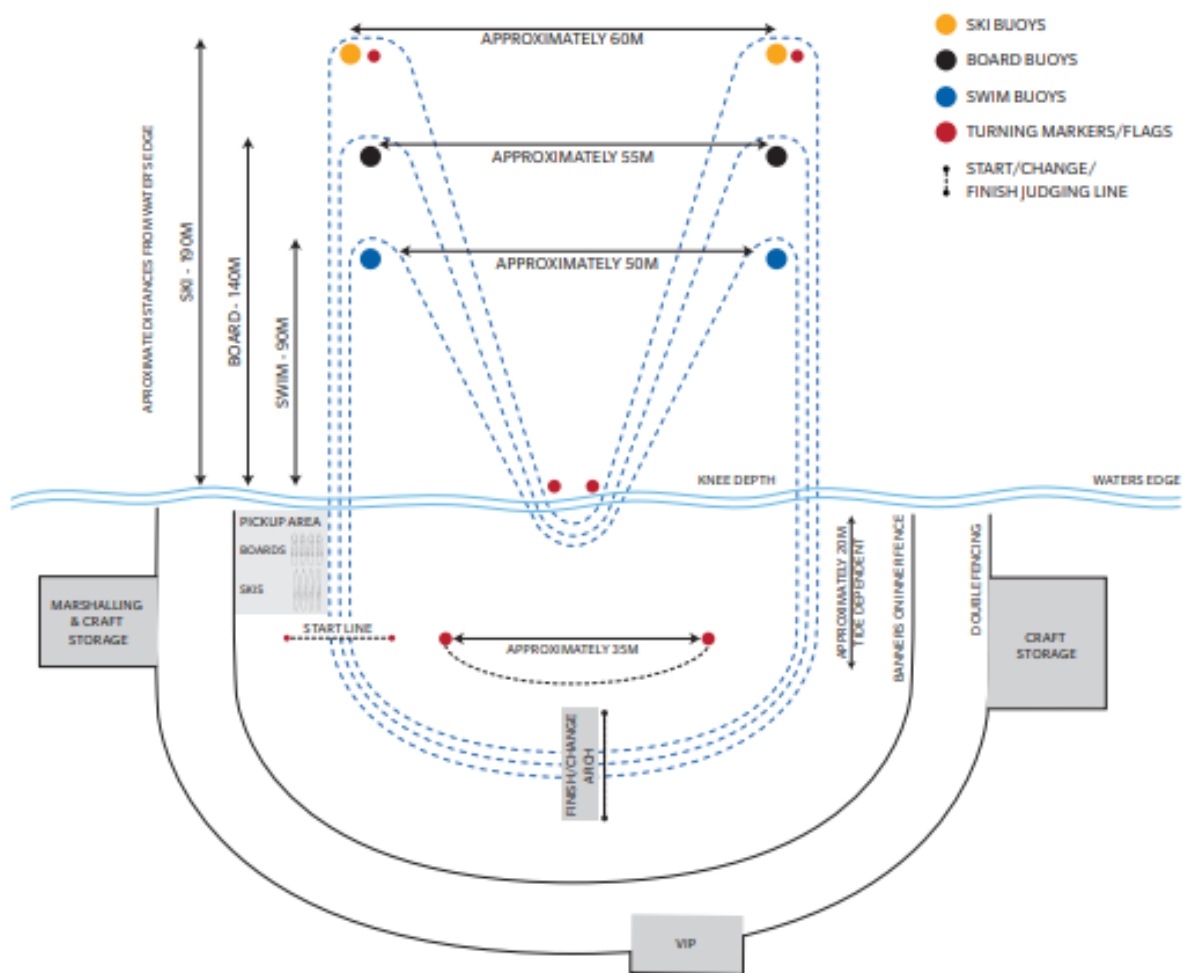 APPROXIMATELY 60M
SKI BUOYS
BOARD BUOYS
SWIM BUOYS
TURNING MARKERS/FLAGS
START/CHANGE/
FINISH JUDGING LINE
APPROXIMATELY 55M
APPROXIMATELY 50M
APROXIMATE DISTANCES FROM WATER'S EDGE
SKI - 190M
BOARD - 140M
SWIM - 90M
KNEE DEPTH
WATERS EDGE
PICKUP AREA
BOARDS
SKIS
MARSHALLING
& CRAFT
STORAGE
START LINE
APPROXIMATELY 35M
APPROXIMATELY 20M
TIDE DEPENDENT
BANNERS ON INNER FENCE
DOUBLE FENCING
CRAFT
STORAGE
FINISH/CHANGE
ARCH
VIP